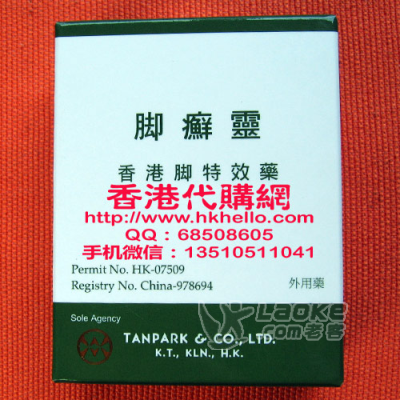 脚癬靈
香港脚特效藥
香港代購網
http://www.hkhello.com
QQ：68508605
手机微信：13510511041
Permit No. HK-07509
Registry No. China-978694
外用藥
Sole Agency
Laoke
.com老客
TANPARK & CO., LTD.
K.T., KLN., H.K.